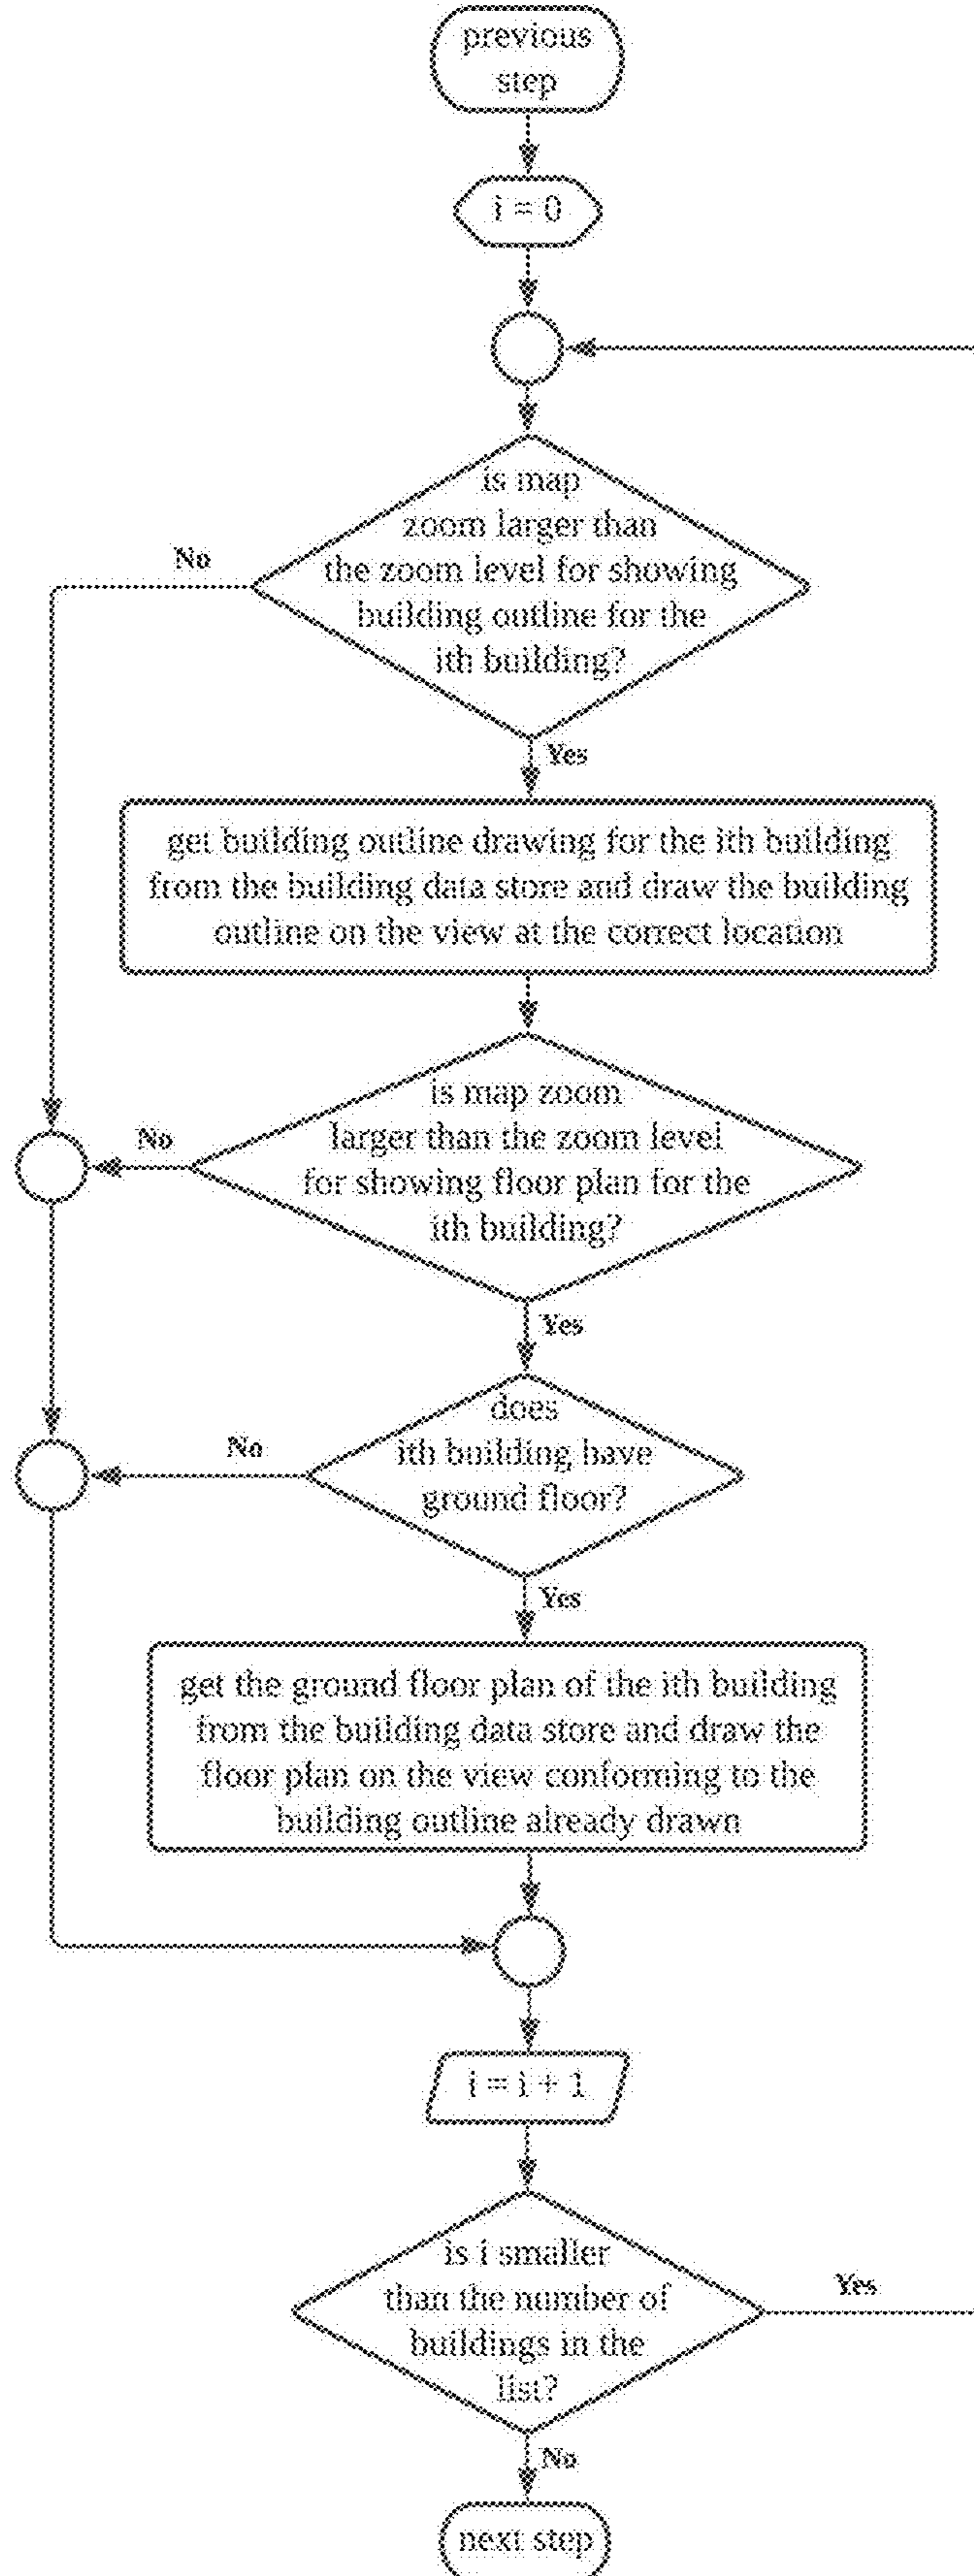 previous
step
i = 0
is map
zoom larger than
the zoom level for showing
building outline for the
ith building?
No
Yes
get building outline drawing for the ith building
from the building data store and draw the building
outline on the view at the correct location
is map zoom
larger than the zoom level
for showing floor plan for the
ith building?
No
Yes
does
ith building have
ground floor?
No
Yes
get the ground floor plan of the ith building
from the building data store and draw the
floor plan on the view conforming to the
building outline already drawn
i = i + 1
is i smaller
than the number of
buildings in the
list?
Yes
No
next step